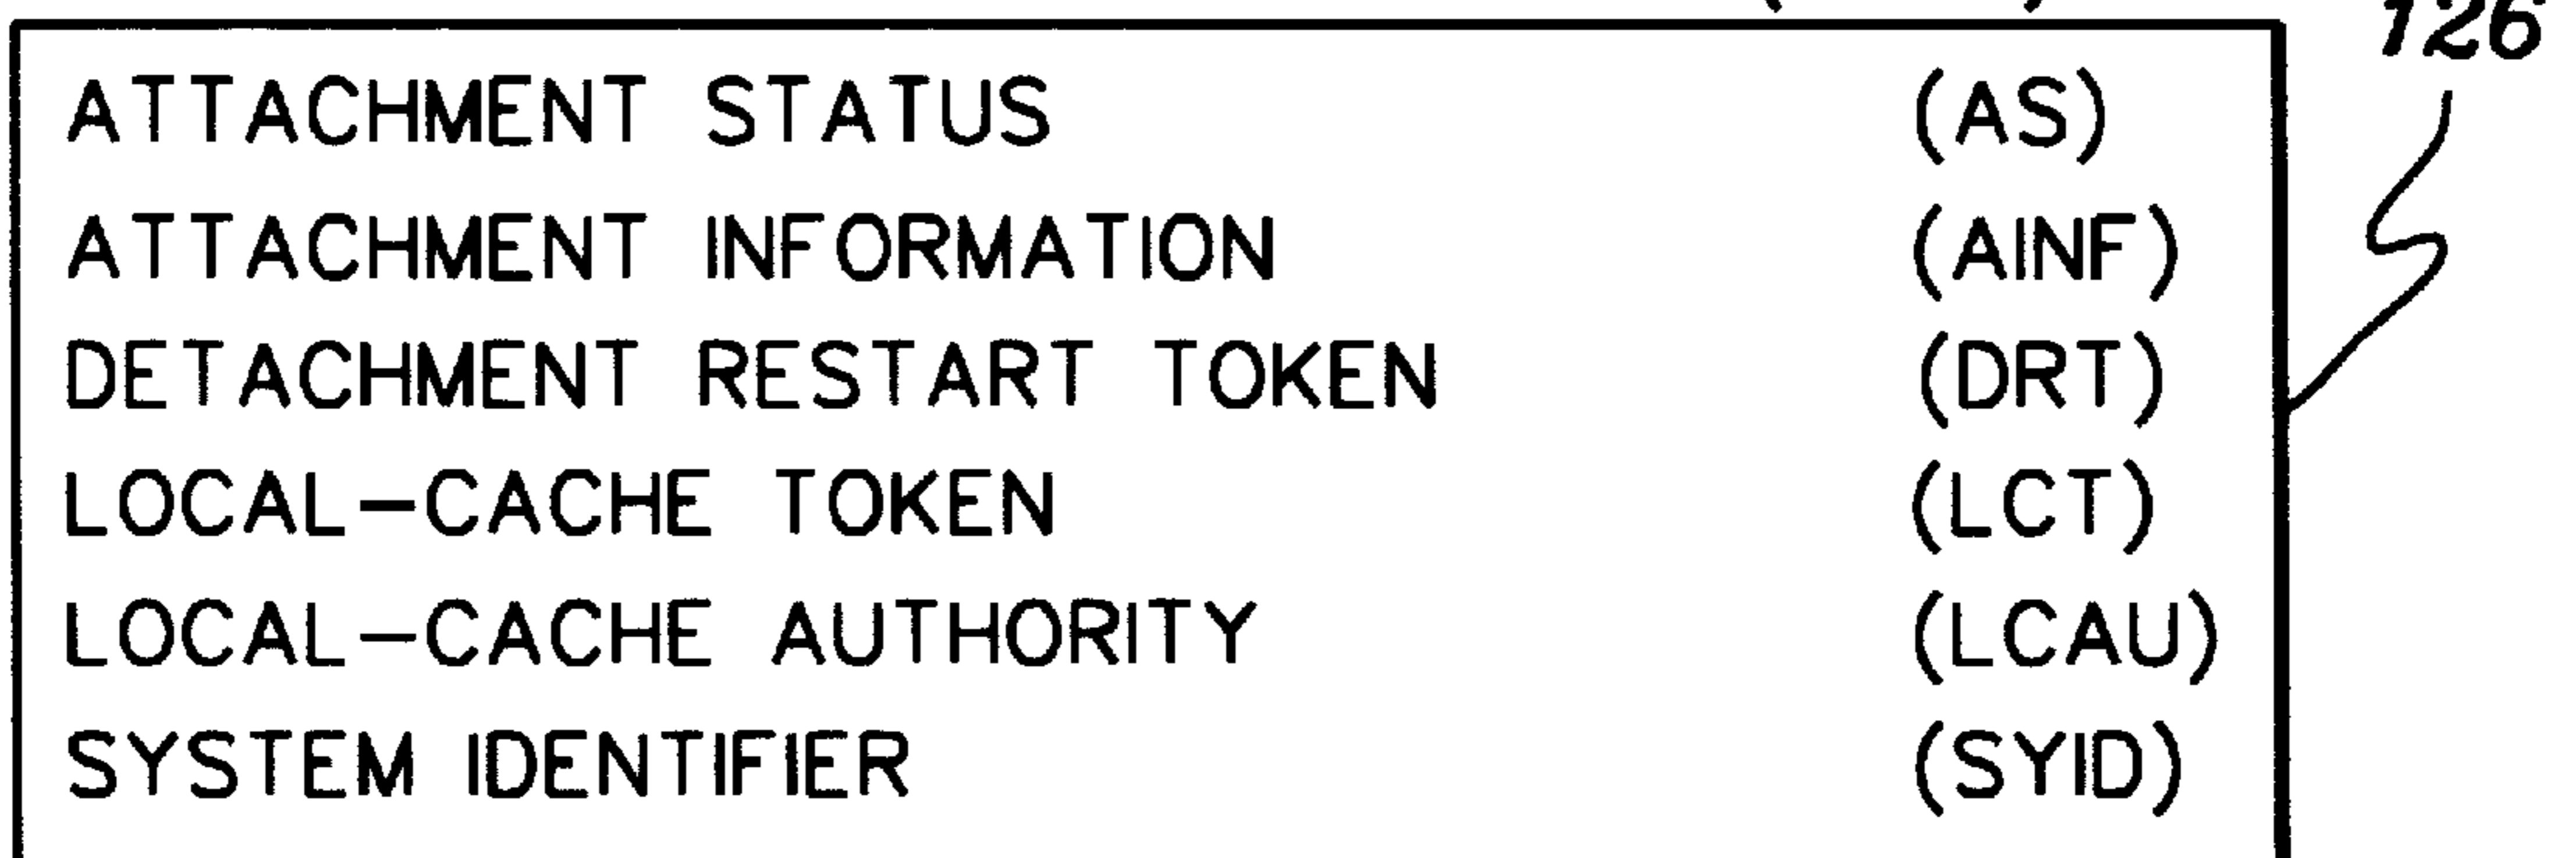 126
ATTACHMENT STATUS (AS)
ATTACHMENT INFORMATION (AINF)
DETACHMENT RESTART TOKEN (DRT)
LOCAL-CACHE TOKEN (LCT)
LOCAL-CACHE AUTHORITY (LCAU)
SYSTEM IDENTIFIER (SYID)